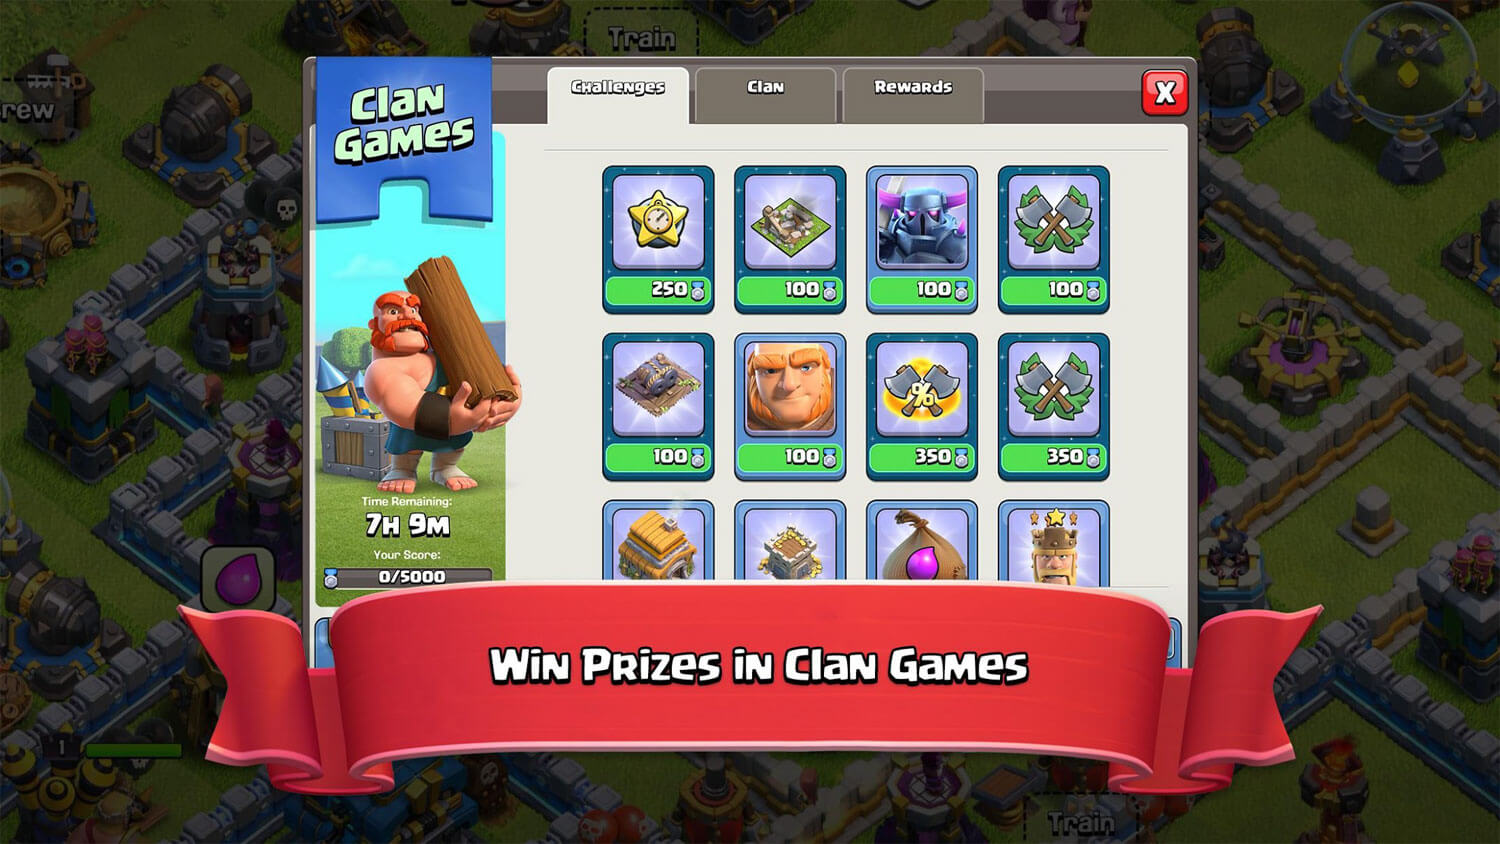 Train
rew
Clan
Games
Challenges
Clan
Rewards
X
250
100
100
100
100
100
%
350
350
Time Remaining:
7H 9M
Your Score:
0/5000
Win Prizes in Clan Games
1
Train